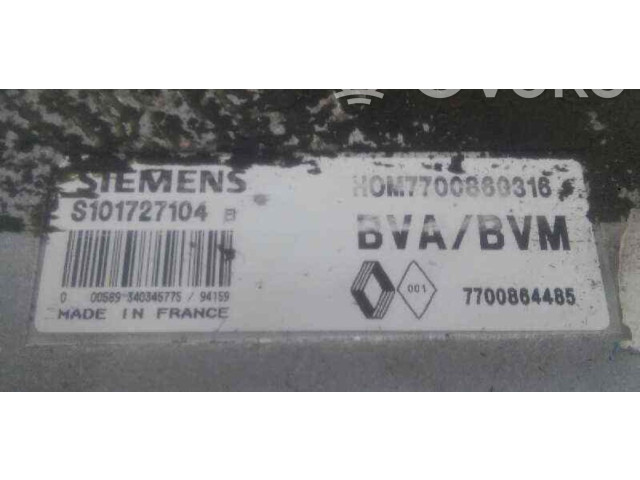 SIEMENS
S101727104 B
0 00589-340345775 / 94159
MADE IN FRANCE
HOM7700860316
BVA/BVM
001
7700864485